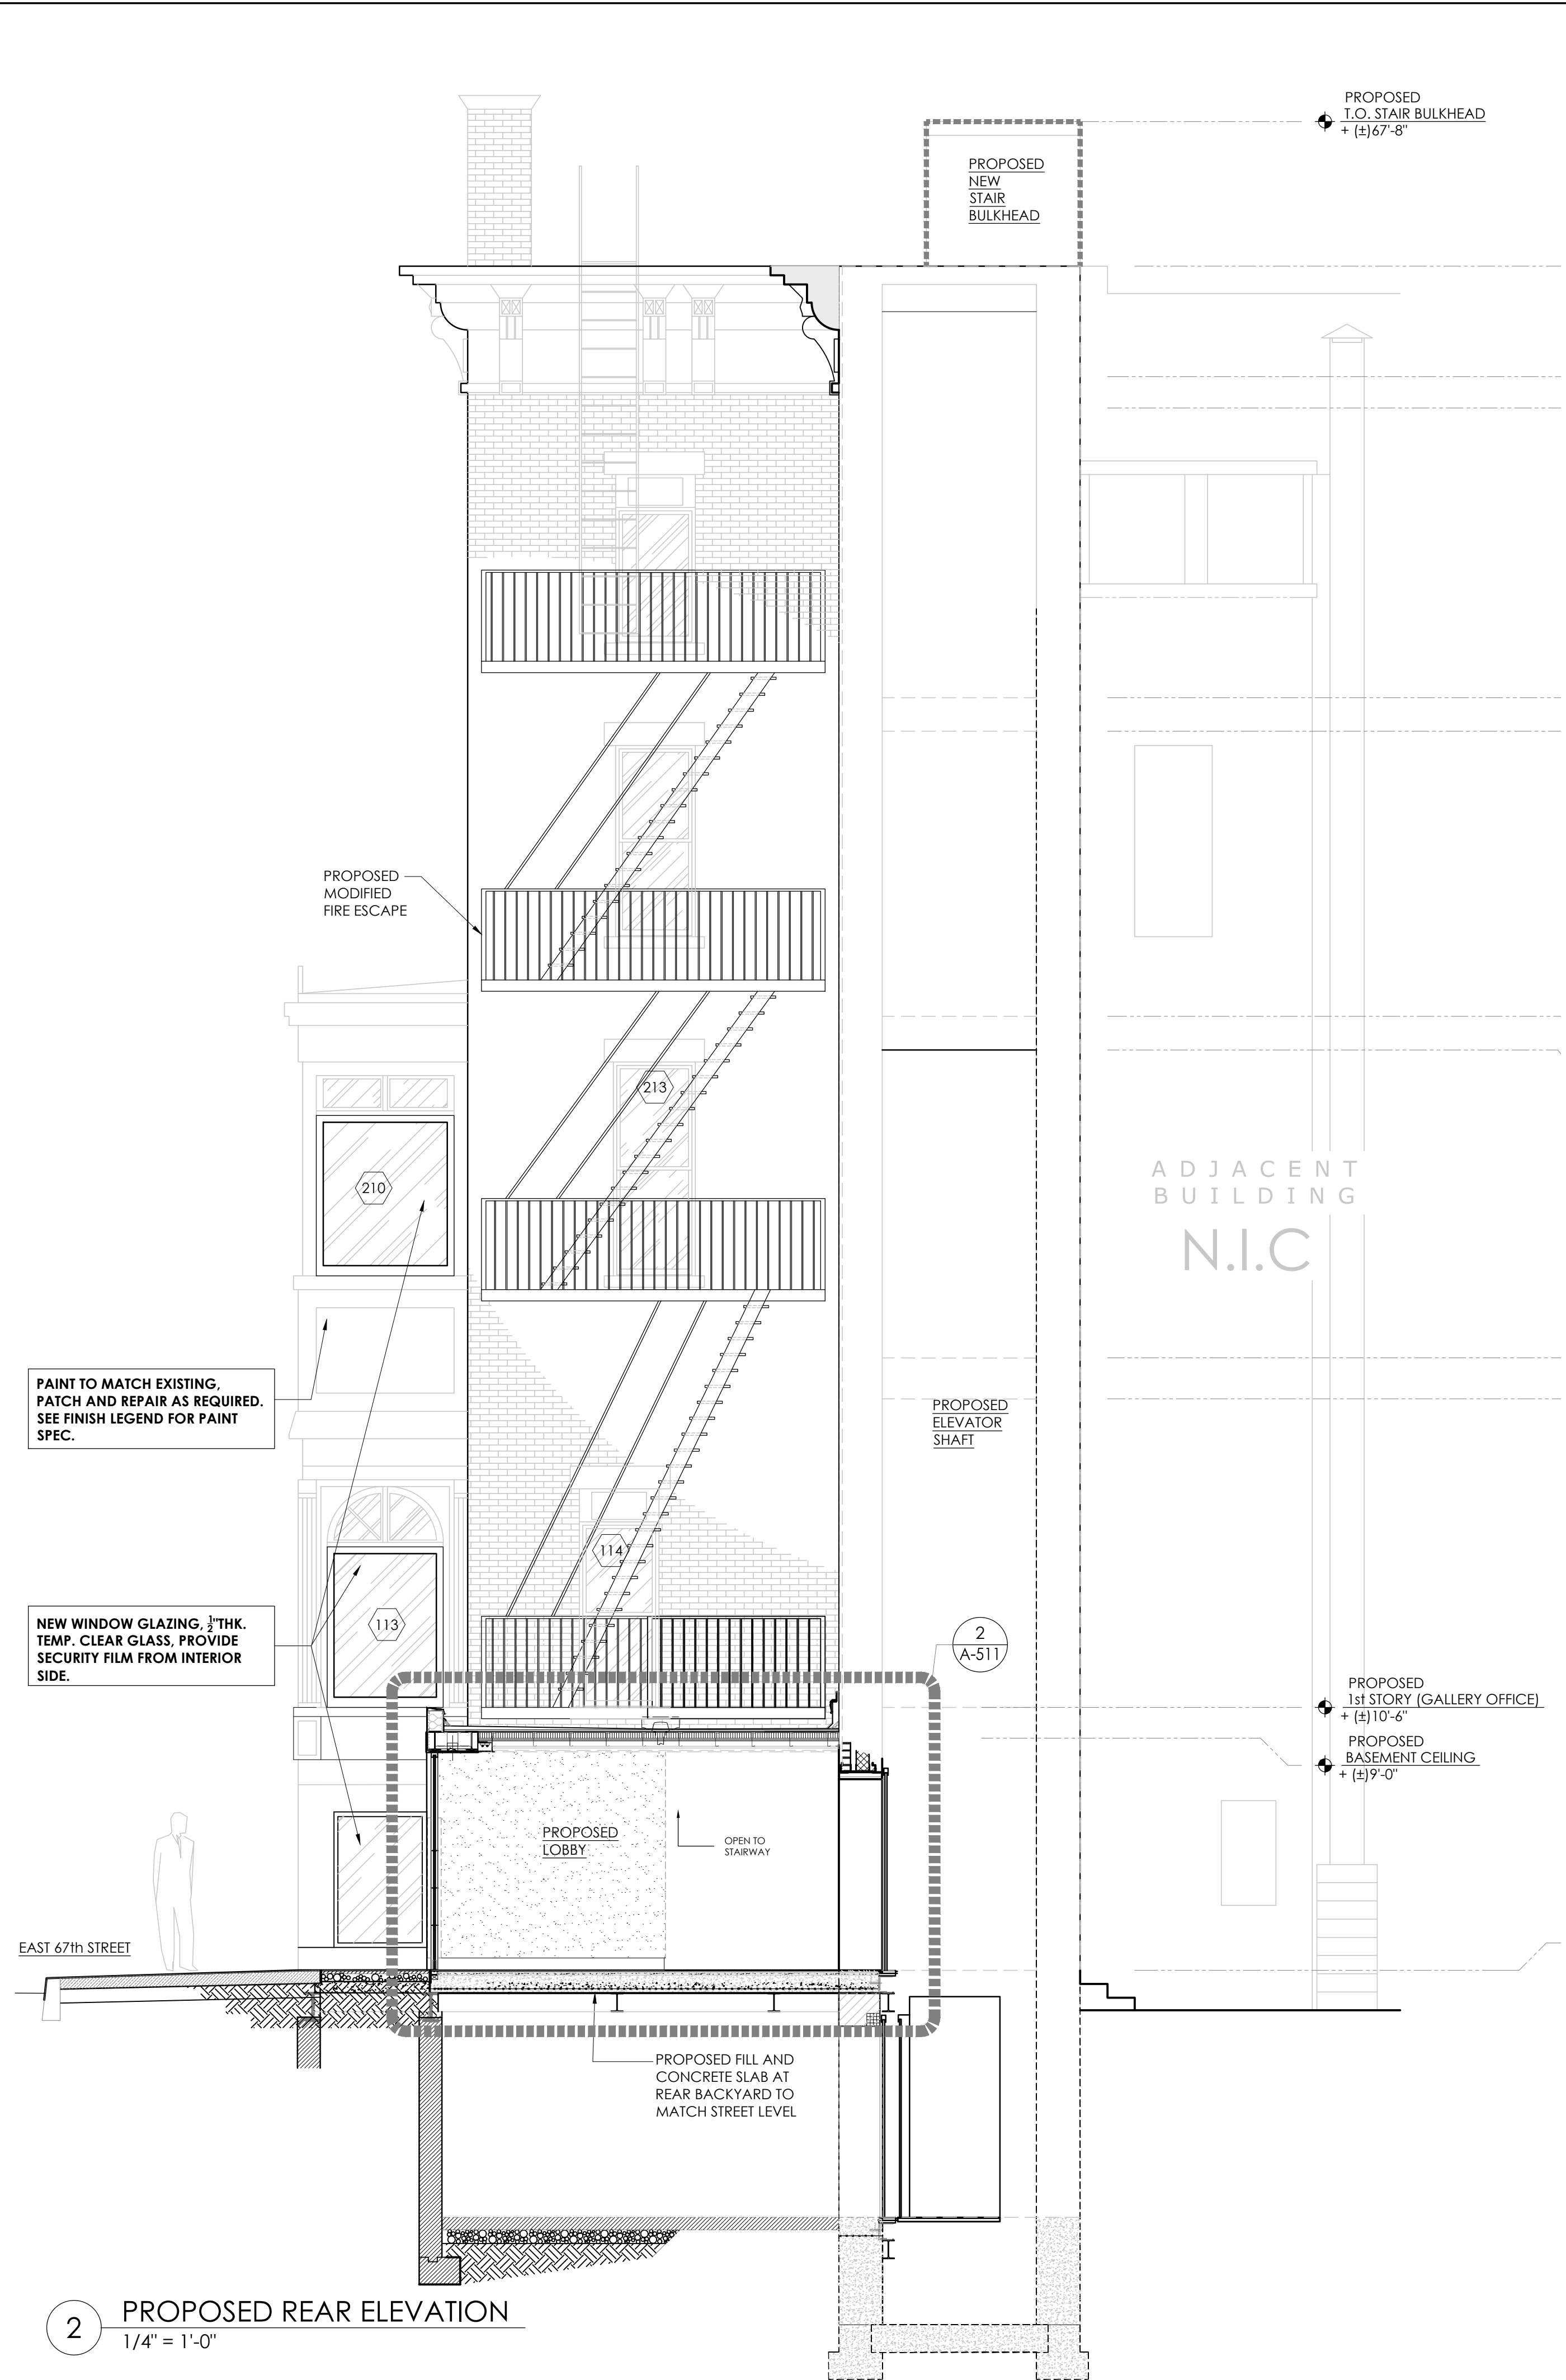 PROPOSED
T.O. STAIR BULKHEAD
+ (±)67'-8"
PROPOSED
NEW
STAIR
BULKHEAD
PROPOSED
MODIFIED
FIRE ESCAPE
213
210
ADJACENT
BUILDING
N.I.C
PAINT TO MATCH EXISTING,
PATCH AND REPAIR AS REQUIRED.
SEE FINISH LEGEND FOR PAINT
SPEC.
PROPOSED
ELEVATOR
SHAFT
114
113
NEW WINDOW GLAZING, ½"THK.
TEMP. CLEAR GLASS, PROVIDE
SECURITY FILM FROM INTERIOR
SIDE.
2
A-511
PROPOSED
1st STORY (GALLERY OFFICE)
+ (±)10'-6"
PROPOSED
BASEMENT CEILING
+ (±)9'-0"
PROPOSED
LOBBY
OPEN TO
STAIRWAY
EAST 67th STREET
PROPOSED FILL AND
CONCRETE SLAB AT
REAR BACKYARD TO
MATCH STREET LEVEL
2
PROPOSED REAR ELEVATION
1/4" = 1'-0"